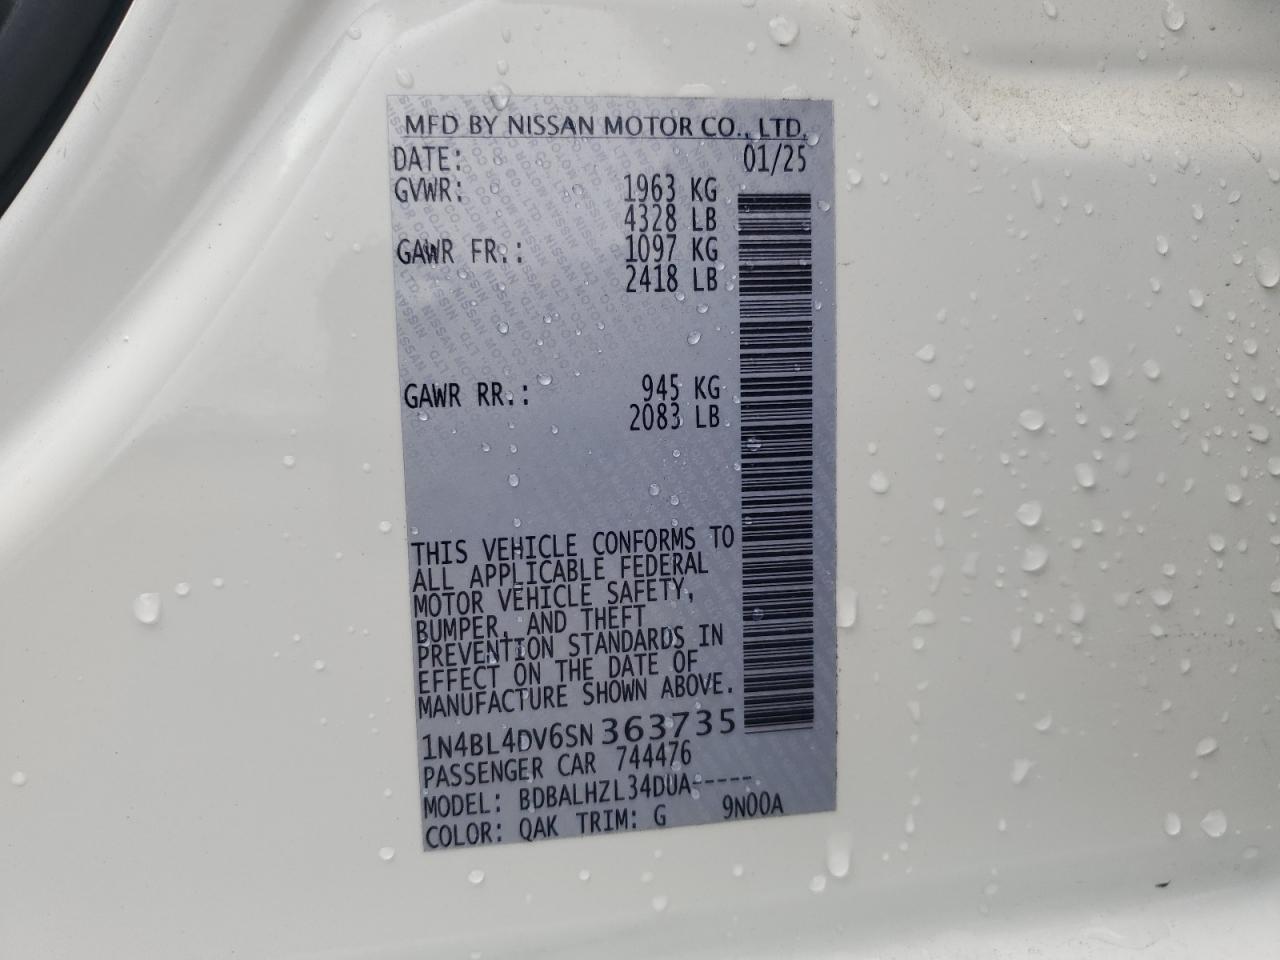 MFD BY NISSAN MOTOR CO., LTD.
DATE: 01/25
GVWR: 1963 KG
4328 LB
GAWR FR.: 1097 KG
2418 LB
GAWR RR.: 945 KG
2083 LB
THIS VEHICLE CONFORMS TO
ALL APPLICABLE FEDERAL
MOTOR VEHICLE SAFETY,
BUMPER, AND THEFT
PREVENTION STANDARDS IN
EFFECT ON THE DATE OF
MANUFACTURE SHOWN ABOVE.
1N4BL4DV6SN363735
PASSENGER CAR 744476
MODEL: BDBALHZL34DUA-----
COLOR: QAK TRIM: G 9N00A